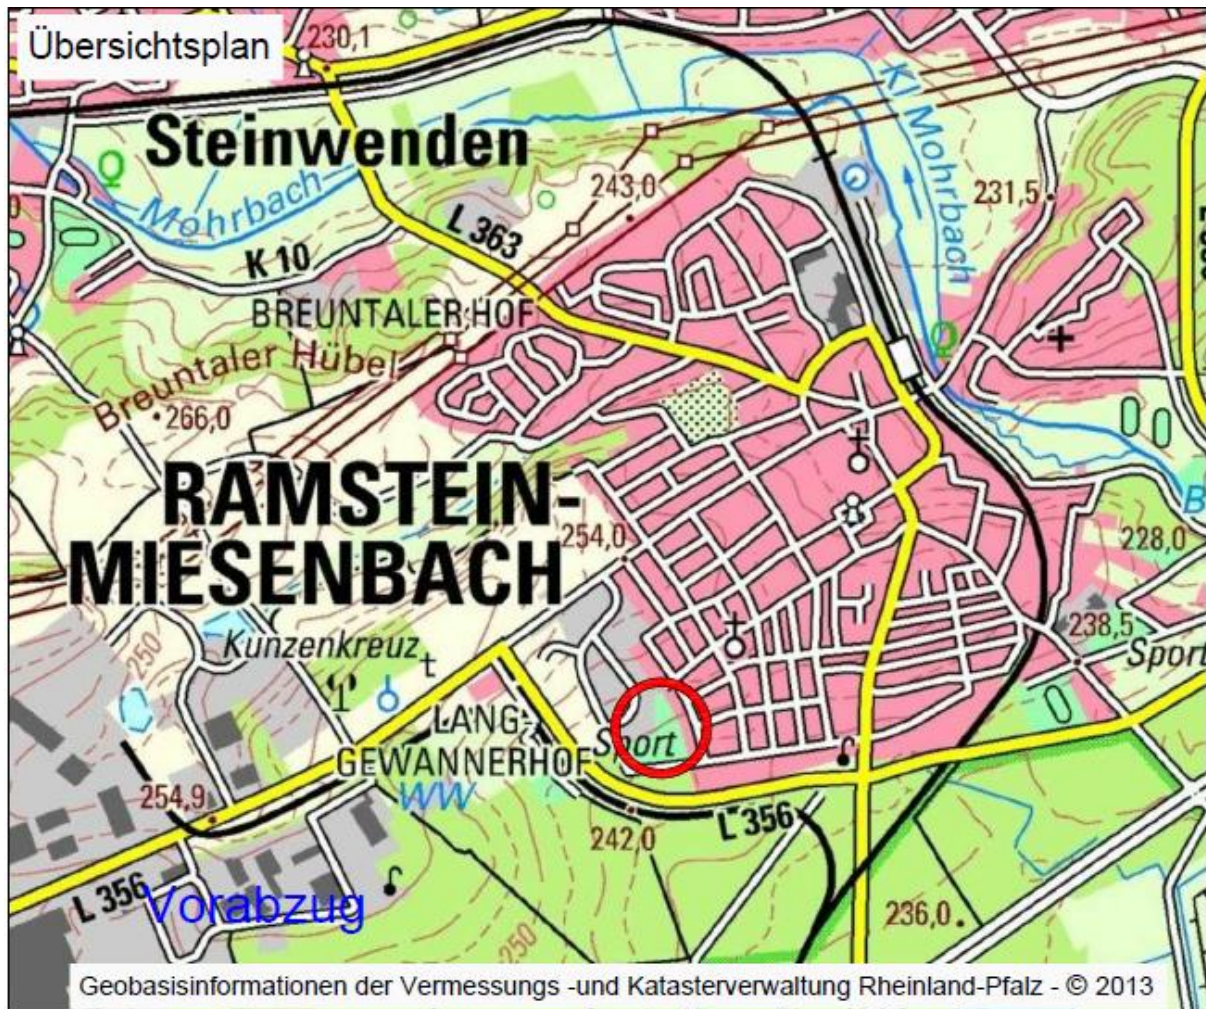 Übersichtsplan
230,1
Steinwenden
Kl Mohrbach
Mohrbach
243,0
231,5
L 363
K 10
BREUNTALER HOF
Breuntaler Hübel
266,0
RAMSTEIN-
MIESENBACH
254,0
228,0
238,5
Kunzenkreuz
Sport
LANG-
GEWANNERHOF
Sport
WW
254,9
242,0
L 356
L 356
Vorabzug
236,0
250
250
Geobasisinformationen der Vermessungs -und Katasterverwaltung Rheinland-Pfalz - © 2013